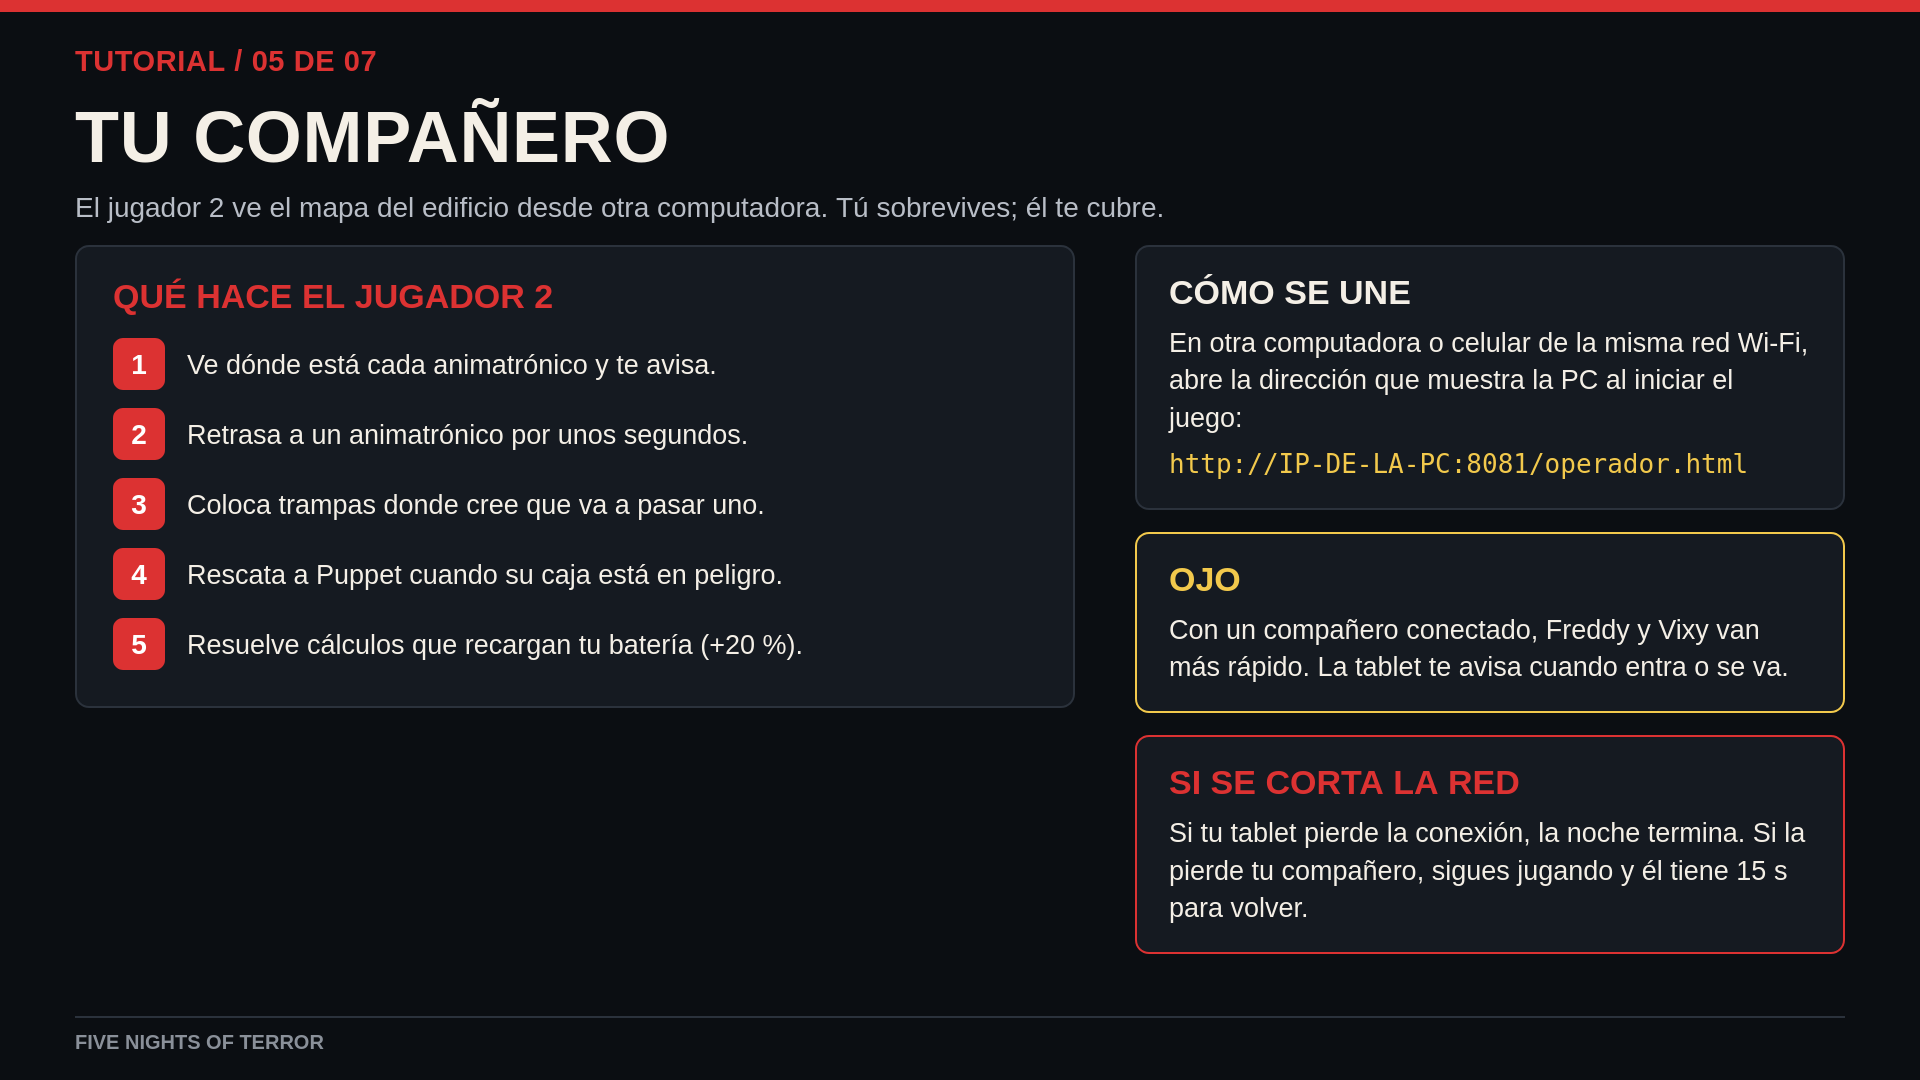 TUTORIAL / 05 DE 07
TU COMPAÑERO
El jugador 2 ve el mapa del edificio desde otra computadora. Tú sobrevives; él te cubre.
QUÉ HACE EL JUGADOR 2
1 Ve dónde está cada animatrónico y te avisa.
2 Retrasa a un animatrónico por unos segundos.
3 Coloca trampas donde cree que va a pasar uno.
4 Rescata a Puppet cuando su caja está en peligro.
5 Resuelve cálculos que recargan tu batería (+20 %).
CÓMO SE UNE
En otra computadora o celular de la misma red Wi-Fi,
abre la dirección que muestra la PC al iniciar el
juego:
http://IP-DE-LA-PC:8081/operador.html
OJO
Con un compañero conectado, Freddy y Vixy van
más rápido. La tablet te avisa cuando entra o se va.
SI SE CORTA LA RED
Si tu tablet pierde la conexión, la noche termina. Si la
pierde tu compañero, sigues jugando y él tiene 15 s
para volver.
FIVE NIGHTS OF TERROR